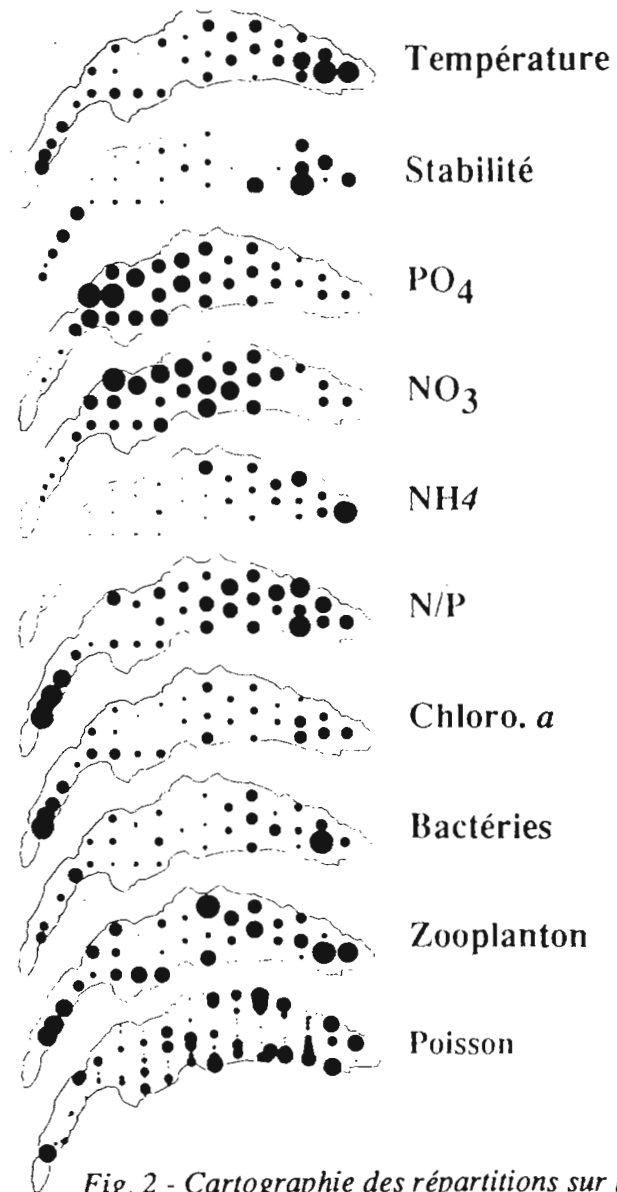 Température
Stabilité
PO4
NO3
NH4
N/P
Chloro. a
Bactéries
Zooplanton
Poisson
Fig. 2 - Cartographie des répartitions sur